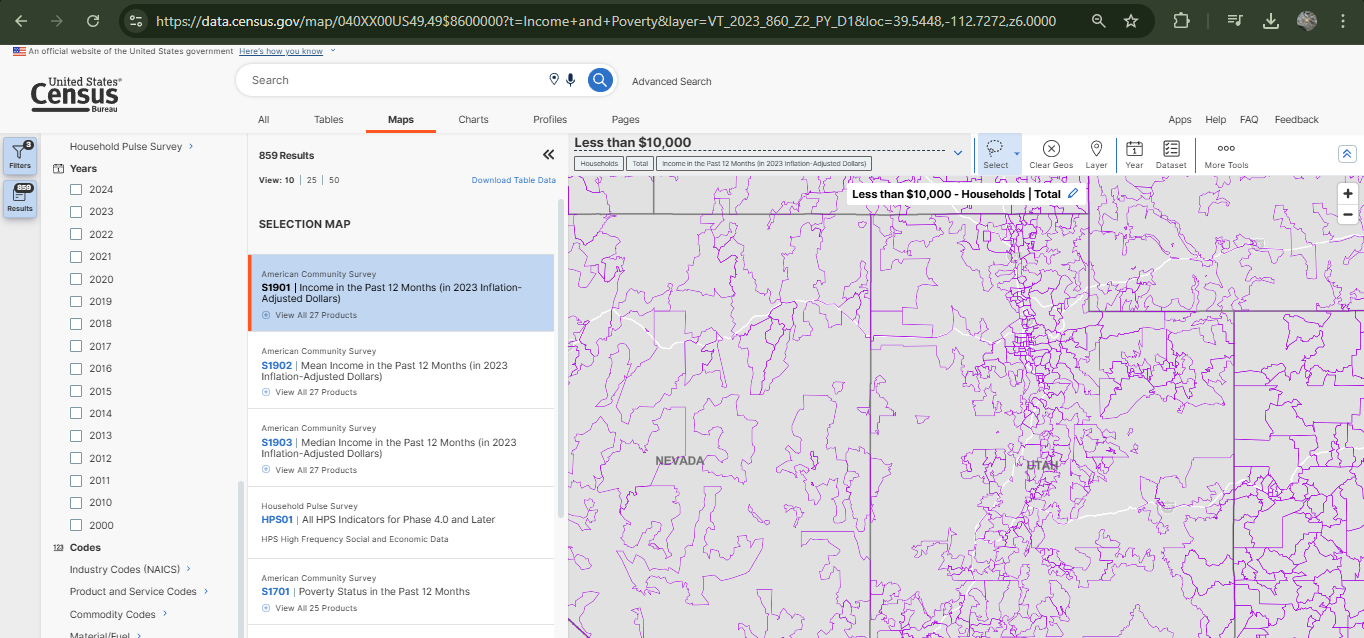 https://data.census.gov/map/040XX00US49,49$8600000?t=Income+and+Poverty&layer=VT_2023_860_Z2_PY_D1&loc=39.5448,-112.7272,z6.0000
An official website of the United States government Here's how you know
United States®
Census
Bureau
Search
Advanced Search
All Tables Maps Charts Profiles Pages
Apps Help FAQ Feedback
3
Filters
859
Results
Household Pulse Survey
Years
2024
2023
2022
2021
2020
2019
2018
2017
2016
2015
2014
2013
2012
2011
2010
2000
123 Codes
Industry Codes (NAICS)
Product and Service Codes
Commodity Codes
Material/Fuel
859 Results
View: 10 | 25 | 50
Download Table Data
SELECTION MAP
American Community Survey
S1901 | Income in the Past 12 Months (in 2023 Inflation-
Adjusted Dollars)
View All 27 Products
American Community Survey
S1902 | Mean Income in the Past 12 Months (in 2023
Inflation-Adjusted Dollars)
View All 27 Products
American Community Survey
S1903 | Median Income in the Past 12 Months (in 2023
Inflation-Adjusted Dollars)
View All 27 Products
Household Pulse Survey
HPS01 | All HPS Indicators for Phase 4.0 and Later
HPS High Frequency Social and Economic Data
American Community Survey
S1701 | Poverty Status in the Past 12 Months
View All 25 Products
Less than $10,000
Households Total Income in the Past 12 Months (in 2023 Inflation-Adjusted Dollars)
Select Clear Geos Layer 1 Year Dataset More Tools
Less than $10,000 - Households | Total
+
−
NEVADA
UTAH